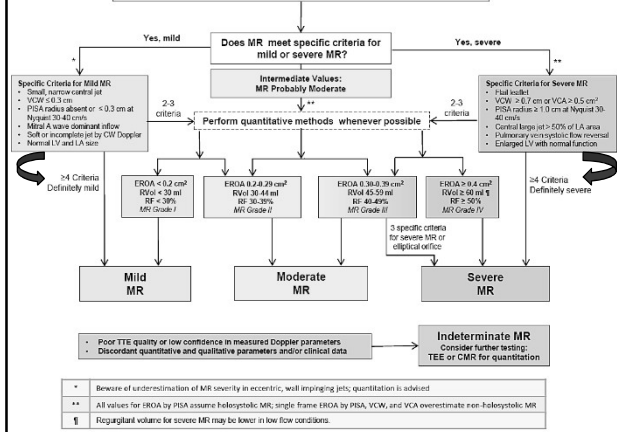 Yes, mild
Does MR meet specific criteria for
mild or severe MR?
Yes, severe
*
**
Specific Criteria for Mild MR
• Small, narrow central jet
• VCW ≤ 0.3 cm
• PISA radius absent or ≤ 0.3 cm at
Nyquist 30-40 cm/s
• Mitral A wave dominant inflow
• Soft or incomplete jet by CW Doppler
• Normal LV and LA size
Intermediate Values:
MR Probably Moderate
**
Specific Criteria for Severe MR
• Flail leaflet
• VCW ≥ 0.7 cm or VCA > 0.5 cm²
• PISA radius ≥ 1.0 cm at Nyquist 30-
40 cm/s
• Central large jet > 50% of LA area
• Pulmonary vein systolic flow reversal
• Enlarged LV with normal function
2-3
criteria
Perform quantitative methods whenever possible
2-3
criteria
≥4 Criteria
Definitely mild
≥4 Criteria
Definitely severe
EROA < 0.2 cm²
RVol < 30 ml
RF < 30%
MR Grade I
EROA 0.2-0.29 cm²
RVol 30-44 ml
RF 30-39%
MR Grade II
EROA 0.30-0.39 cm²
RVol 45-59 ml
RF 40-49%
MR Grade III
EROA ≥ 0.4 cm²
RVol ≥ 60 ml ¶
RF ≥ 50%
MR Grade IV
3 specific criteria
for severe MR or
elliptical orifice
Mild
MR
Moderate
MR
Severe
MR
• Poor TTE quality or low confidence in measured Doppler parameters
• Discordant quantitative and qualitative parameters and/or clinical data
Indeterminate MR
Consider further testing:
TEE or CMR for quantitation
* Beware of underestimation of MR severity in eccentric, wall impinging jets; quantitation is advised
** All values for EROA by PISA assume holosystolic MR; single frame EROA by PISA, VCW, and VCA overestimate non-holosystolic MR
¶ Regurgitant volume for severe MR may be lower in low flow conditions.